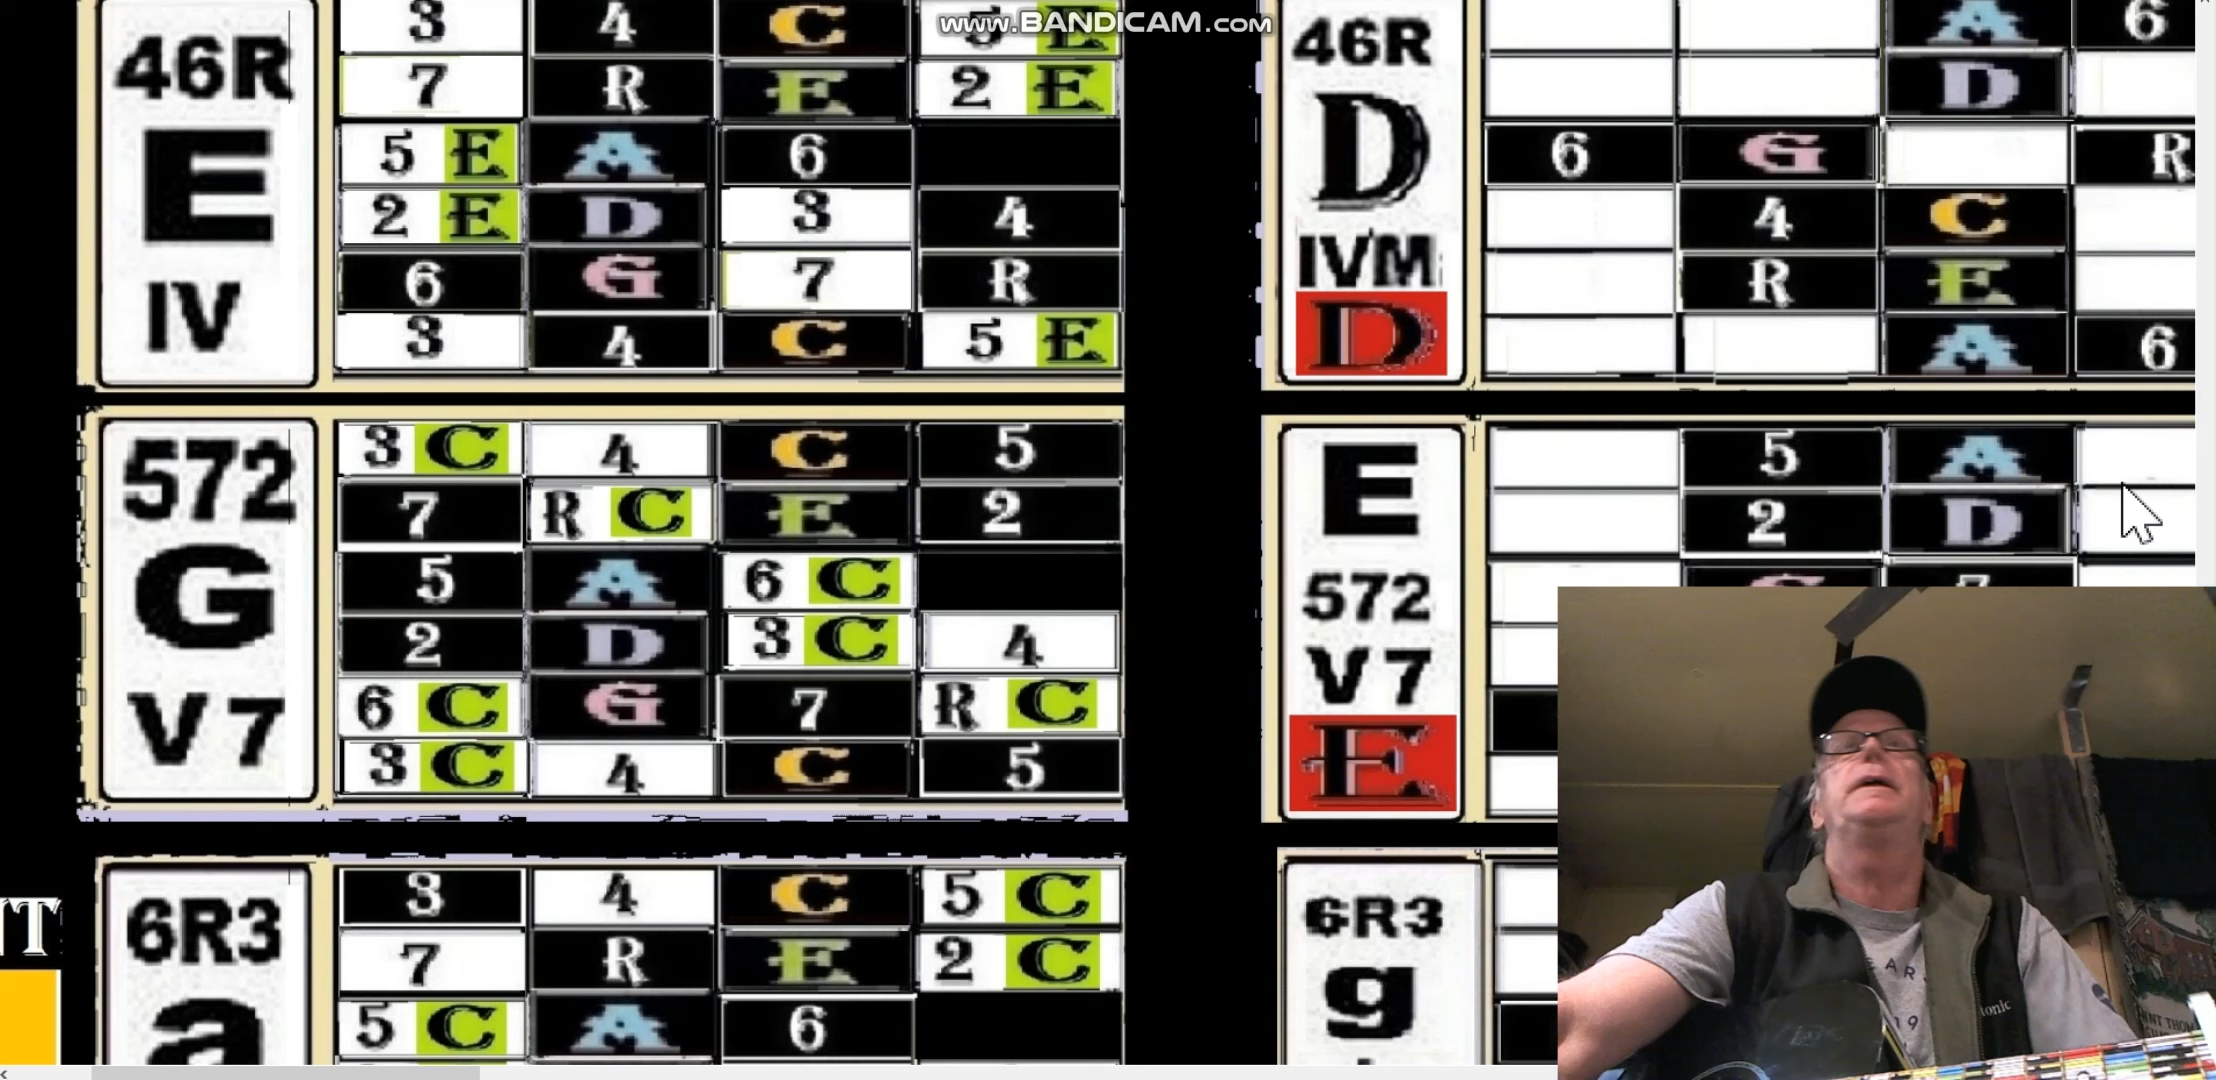 www.BANDICAM.com
46R
E
IV
3 4 C 5 E
7 R E 2 E
5 E A 6
2 E D 3 4
6 G 7 R
3 4 C 5 E
46R
D
IVM
D
A 6
D
6 G R
4 C
R E
A 6
572
G
V 7
3 C 4 C 5
7 R C E 2
5 A 6 C
2 D 3 C 4
6 C G 7 R C
3 C 4 C 5
E
572
V 7
E
5 A
2 D
6R3
a
3 4 C 5 C
7 R E 2 C
5 C A 6
6R3
g